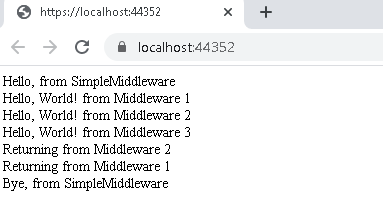 https://localhost:44352
localhost:44352
Hello, from SimpleMiddleware
Hello, World! from Middleware 1
Hello, World! from Middleware 2
Hello, World! from Middleware 3
Returning from Middleware 2
Returning from Middleware 1
Bye, from SimpleMiddleware